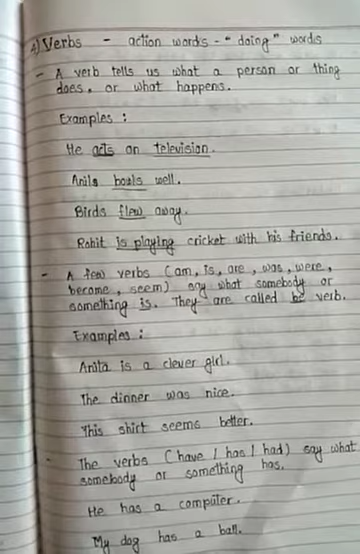 4) Verbs - action words - "doing" words
- A verb tells us what a person or thing
does, or what happens.
Examples :
He acts on television.
Anila bowls well.
Birds flew away.
Rohit is playing cricket with his friends.
- A few verbs (am, is, are, was, were,
become, seem) say what somebody or
something is. They are called be verb.
Examples :
Anita is a clever girl.
The dinner was nice.
This shirt seems better.
- The verbs (have / has / had) say what
somebody or something has.
He has a computer.
My dog has a ball.